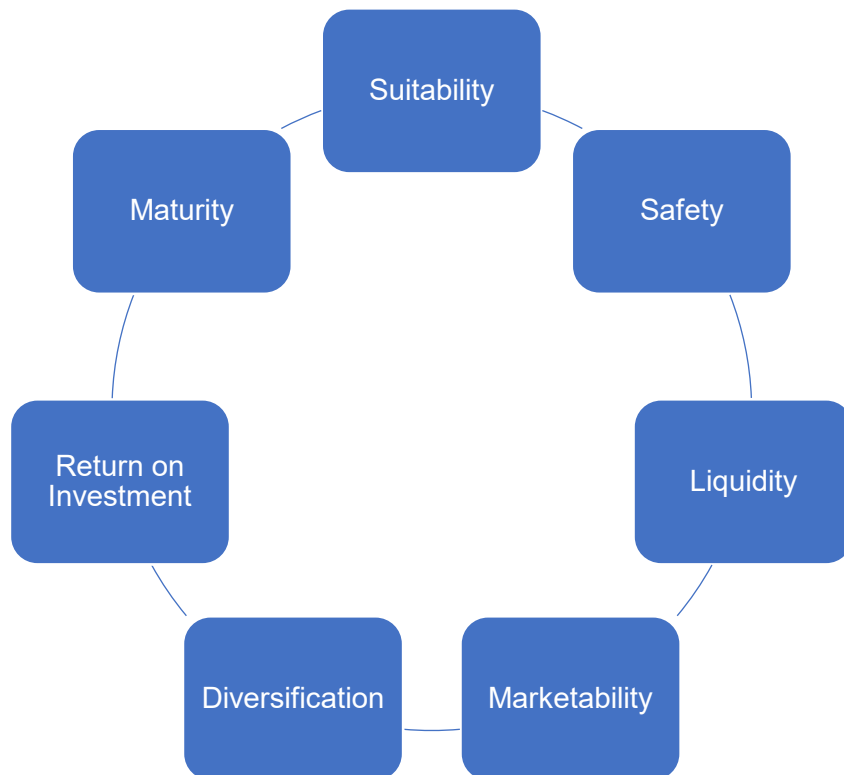 Suitability
Safety
Liquidity
Marketability
Diversification
Return on
Investment
Maturity